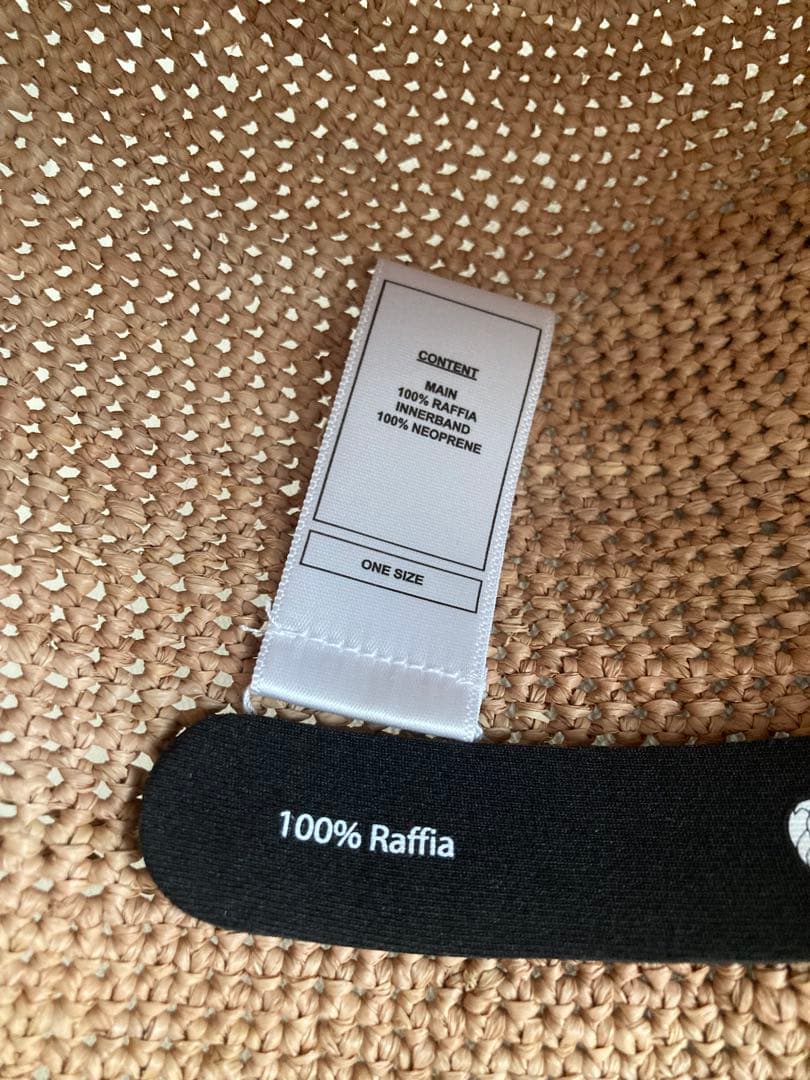 CONTENT
MAIN
100% RAFFIA
INNERBAND
100% NEOPRENE
ONE SIZE
100% Raffia